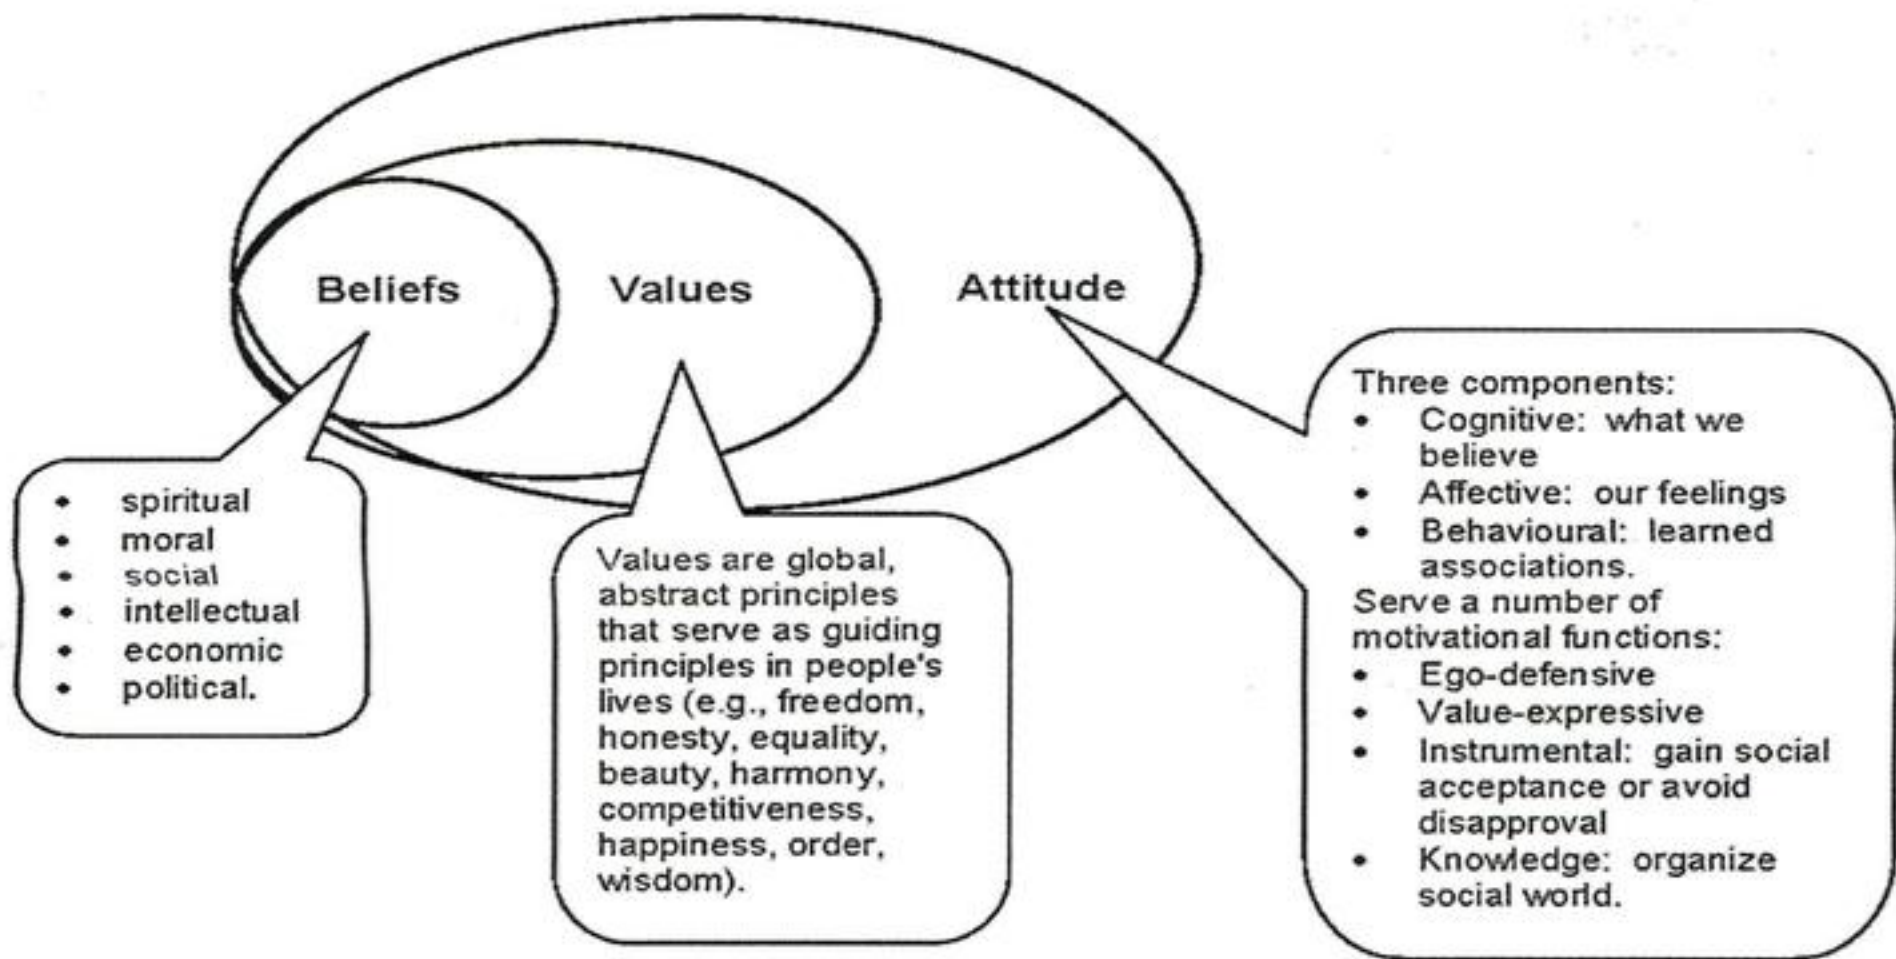 Beliefs
Values
Attitude
• spiritual
• moral
• social
• intellectual
• economic
• political.
Values are global,
abstract principles
that serve as guiding
principles in people's
lives (e.g., freedom,
honesty, equality,
beauty, harmony,
competitiveness,
happiness, order,
wisdom).
Three components:
• Cognitive: what we
believe
• Affective: our feelings
• Behavioural: learned
associations.
Serve a number of
motivational functions:
• Ego-defensive
• Value-expressive
• Instrumental: gain social
acceptance or avoid
disapproval
• Knowledge: organize
social world.